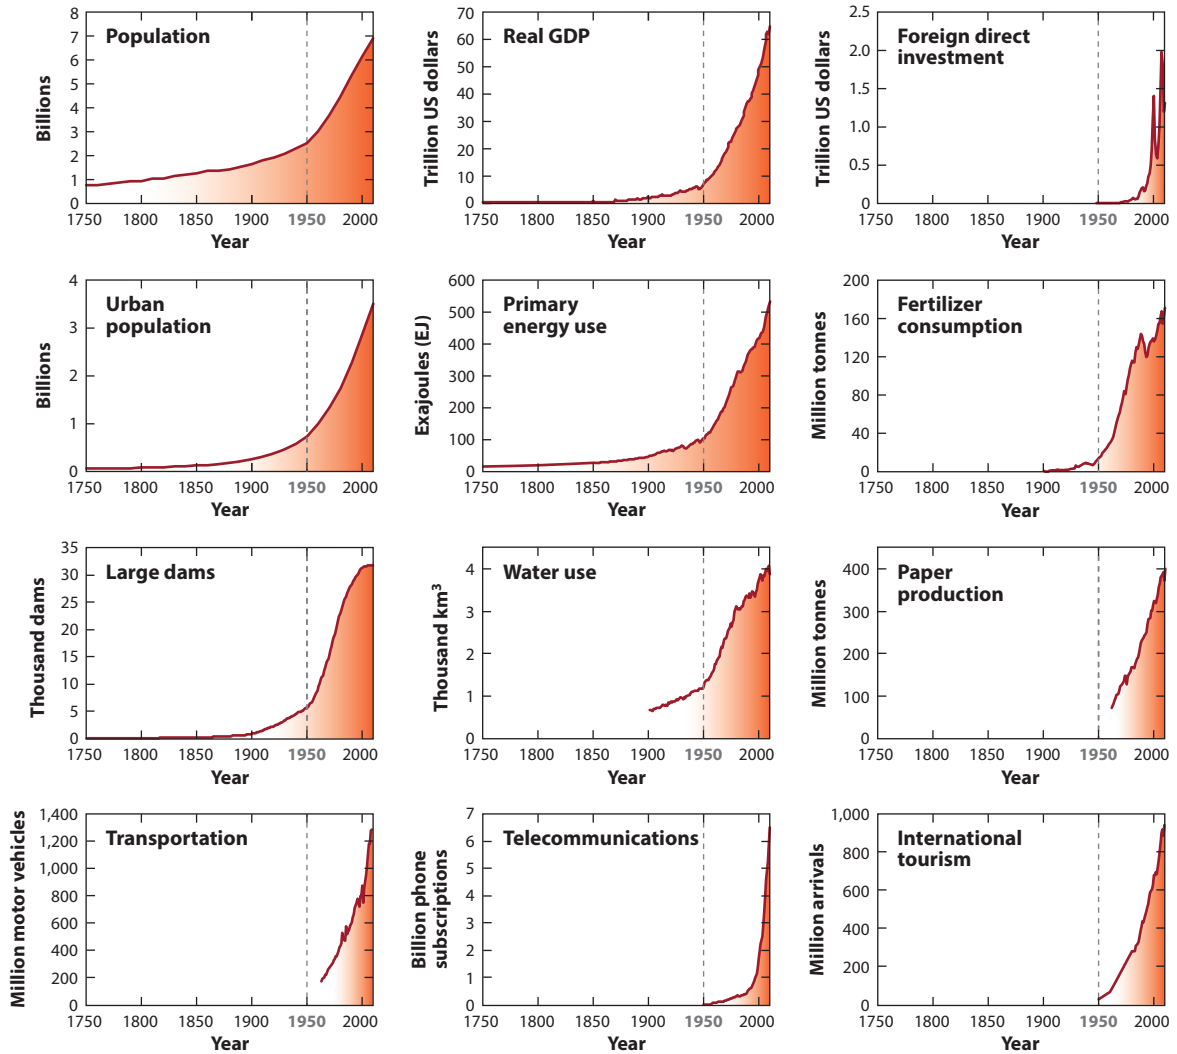 Population
Billions
8
7
6
5
4
3
2
1
0
1750 1800 1850 1900 1950 2000
Year
Real GDP
Trillion US dollars
70
60
50
40
30
20
10
0
1750 1800 1850 1900 1950 2000
Year
Foreign direct
investment
Trillion US dollars
2.5
2.0
1.5
1.0
0.5
0
1750 1800 1850 1900 1950 2000
Year
Urban
population
Billions
4
3
2
1
0
1750 1800 1850 1900 1950 2000
Year
Primary
energy use
Exajoules (EJ)
600
500
400
300
200
100
0
1750 1800 1850 1900 1950 2000
Year
Fertilizer
consumption
Million tonnes
200
160
120
80
40
0
1750 1800 1850 1900 1950 2000
Year
Large dams
Thousand dams
35
30
25
20
15
10
5
0
1750 1800 1850 1900 1950 2000
Year
Water use
Thousand km³
4
3
2
1
0
1750 1800 1850 1900 1950 2000
Year
Paper
production
Million tonnes
400
300
200
100
0
1750 1800 1850 1900 1950 2000
Year
Transportation
Million motor vehicles
1,400
1,200
1,000
800
600
400
200
0
1750 1800 1850 1900 1950 2000
Year
Telecommunications
Billion phone
subscriptions
7
6
5
4
3
2
1
0
1750 1800 1850 1900 1950 2000
Year
International
tourism
Million arrivals
1,000
800
600
400
200
0
1750 1800 1850 1900 1950 2000
Year